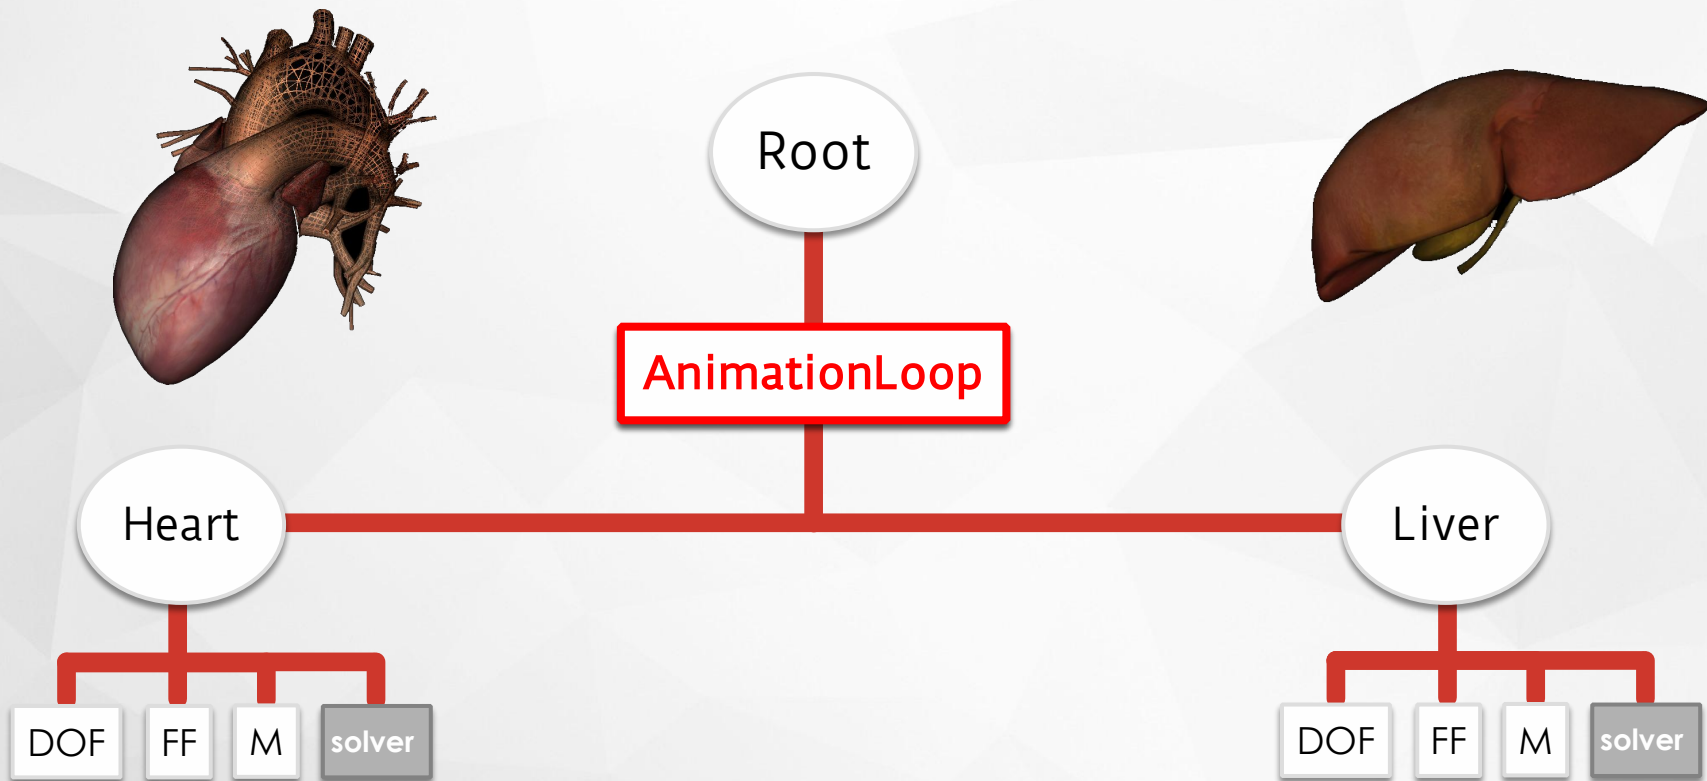 Root
AnimationLoop
Heart
Liver
DOF
FF
M
solver
DOF
FF
M
solver